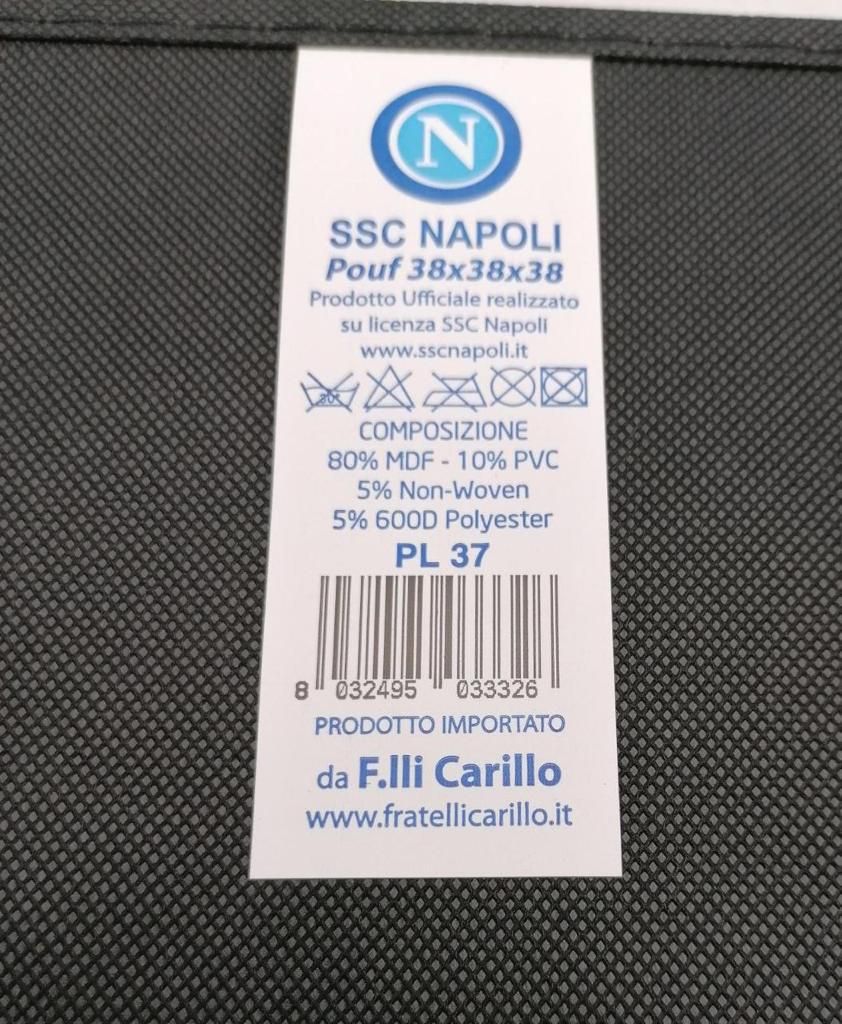 N
SSC NAPOLI
Pouf 38x38x38
Prodotto Ufficiale realizzato
su licenza SSC Napoli
www.sscnapoli.it
30°
COMPOSIZIONE
80% MDF - 10% PVC
5% Non-Woven
5% 600D Polyester
PL 37
8 032495 033326
PRODOTTO IMPORTATO
da F.lli Carillo
www.fratellicarillo.it